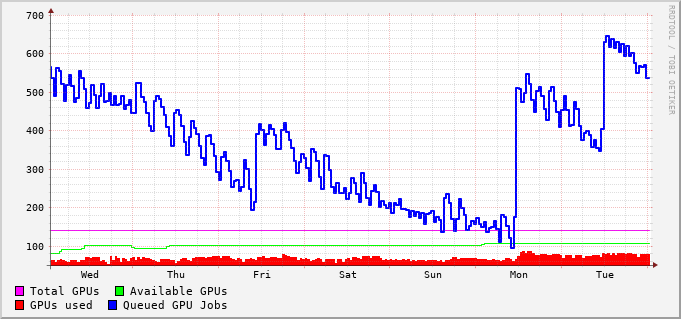 700
600
500
400
300
200
100
Wed Thu Fri Sat Sun Mon Tue
Total GPUs Available GPUs
GPUs used Queued GPU Jobs
RRDTOOL / TOBI OETIKER